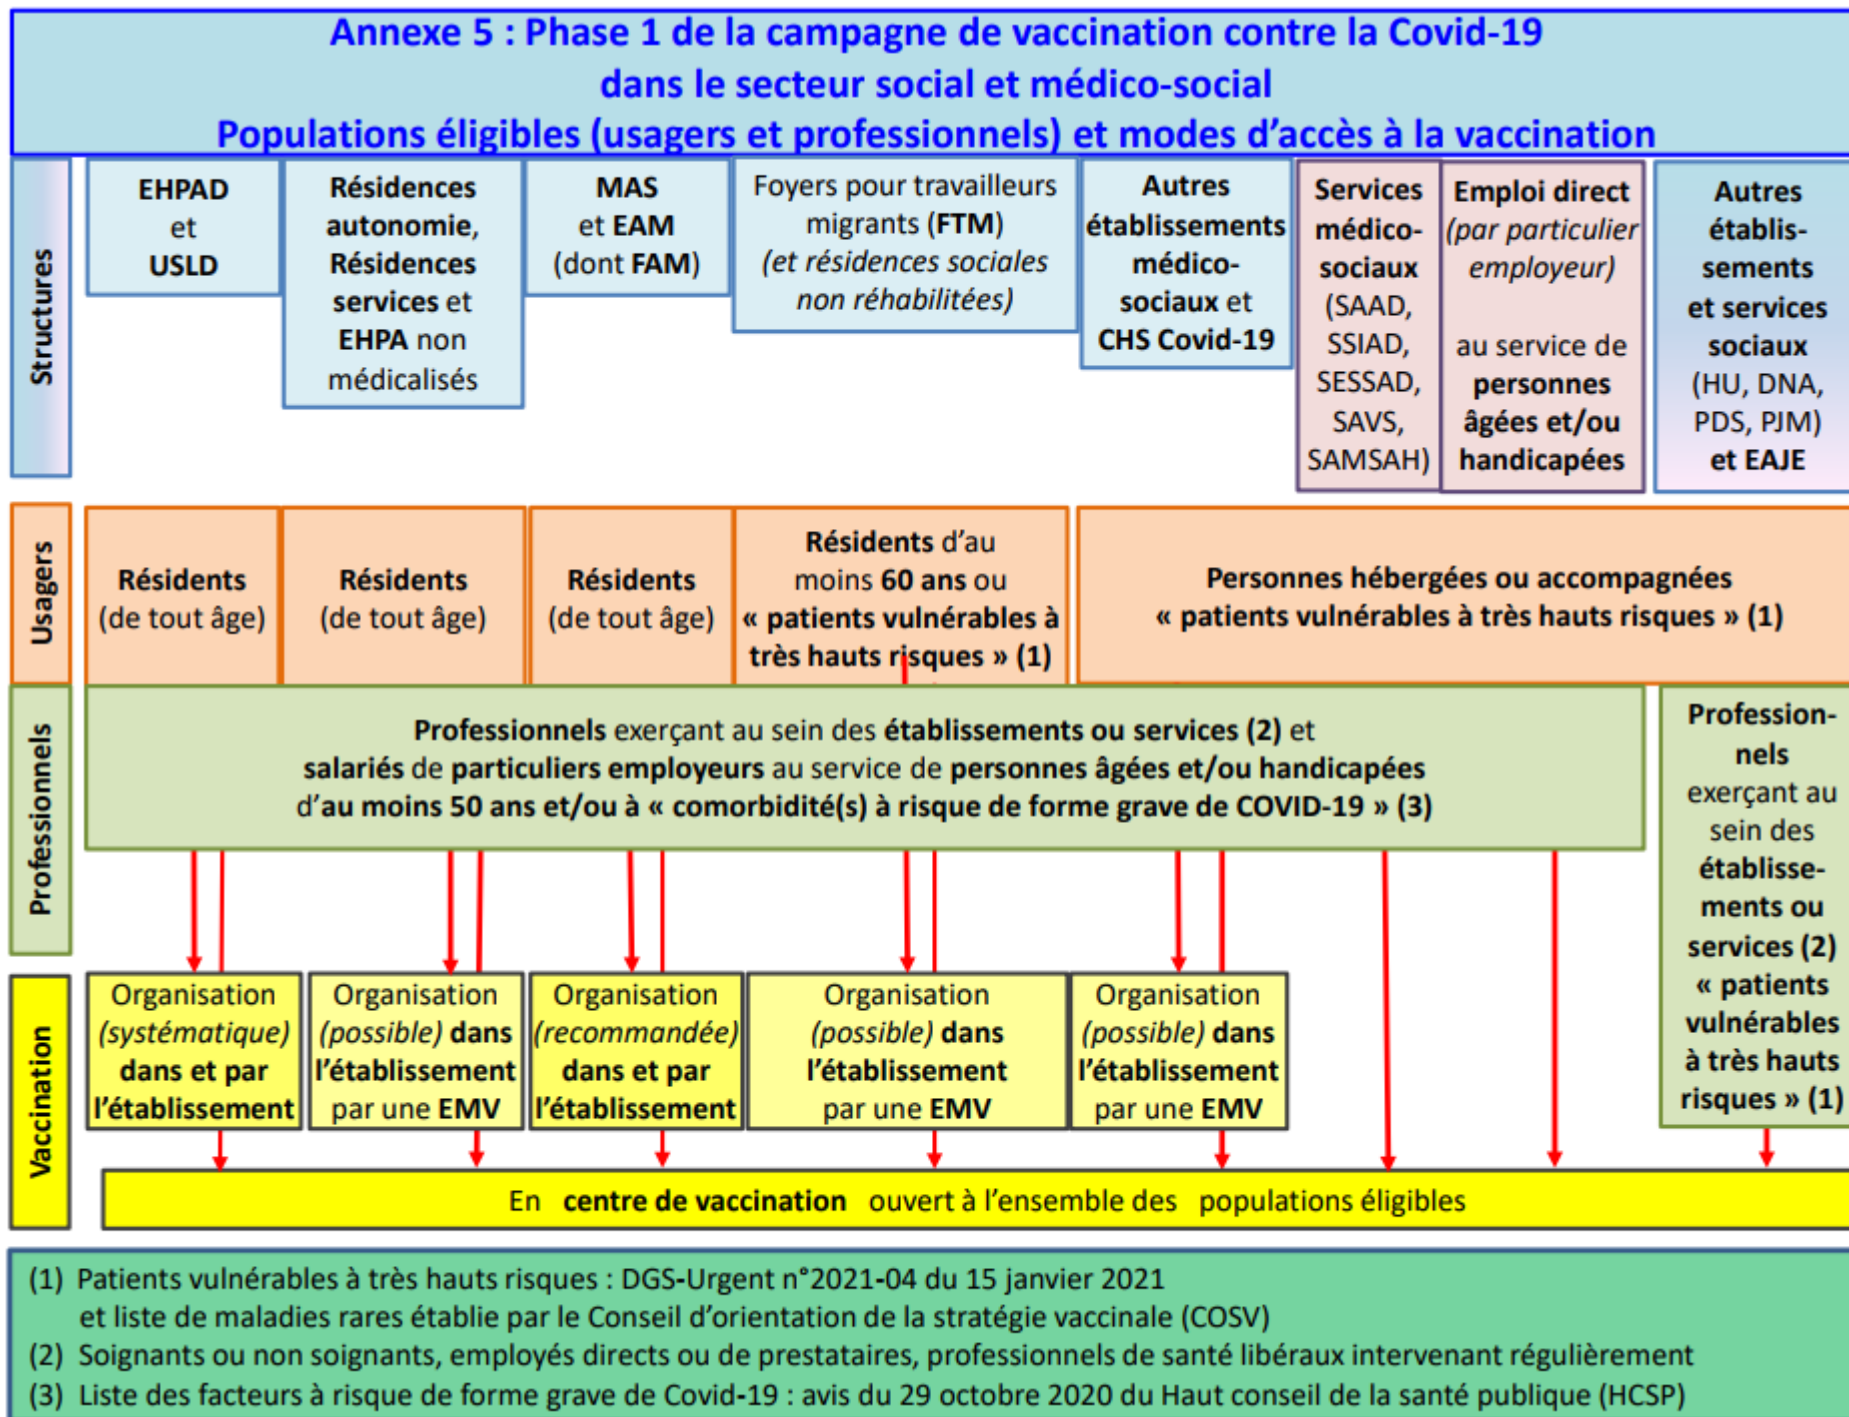 Annexe 5 : Phase 1 de la campagne de vaccination contre la Covid-19
dans le secteur social et médico-social
Populations éligibles (usagers et professionnels) et modes d'accès à la vaccination
Structures
EHPAD
et
USLD
Résidences
autonomie,
Résidences
services et
EHPA non
médicalisés
MAS
et EAM
(dont FAM)
Foyers pour travailleurs
migrants (FTM)
(et résidences sociales
non réhabilitées)
Autres
établissements
médico-
sociaux et
CHS Covid-19
Services
médico-
sociaux
(SAAD,
SSIAD,
SESSAD,
SAVS,
SAMSAH)
Emploi direct
(par particulier
employeur)
au service de
personnes
âgées et/ou
handicapées
Autres
établis-
sements
et services
sociaux
(HU, DNA,
PDS, PJM)
et EAJE
Usagers
Résidents
(de tout âge)
Résidents
(de tout âge)
Résidents
(de tout âge)
Résidents d'au
moins 60 ans ou
« patients vulnérables à
très hauts risques » (1)
Personnes hébergées ou accompagnées
« patients vulnérables à très hauts risques » (1)
Professionnels
Professionnels exerçant au sein des établissements ou services (2) et
salariés de particuliers employeurs au service de personnes âgées et/ou handicapées
d'au moins 50 ans et/ou à « comorbidité(s) à risque de forme grave de COVID-19 » (3)
Profession-
nels
exerçant au
sein des
établisse-
ments ou
services (2)
« patients
vulnérables
à très hauts
risques » (1)
Vaccination
Organisation
(systématique)
dans et par
l'établissement
Organisation
(possible) dans
l'établissement
par une EMV
Organisation
(recommandée)
dans et par
l'établissement
Organisation
(possible) dans
l'établissement
par une EMV
Organisation
(possible) dans
l'établissement
par une EMV
En centre de vaccination ouvert à l'ensemble des populations éligibles
(1) Patients vulnérables à très hauts risques : DGS-Urgent n°2021-04 du 15 janvier 2021
et liste de maladies rares établie par le Conseil d'orientation de la stratégie vaccinale (COSV)
(2) Soignants ou non soignants, employés directs ou de prestataires, professionnels de santé libéraux intervenant régulièrement
(3) Liste des facteurs à risque de forme grave de Covid-19 : avis du 29 octobre 2020 du Haut conseil de la santé publique (HCSP)